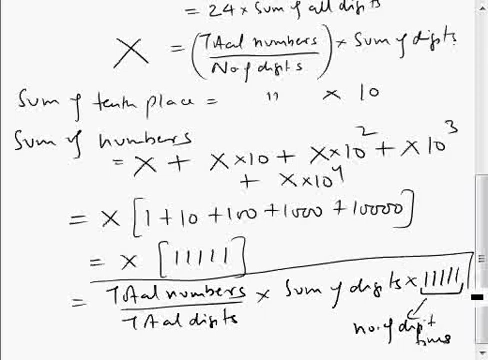 = 24 × Sum of all digits
X = (Total numbers / No of digits) × Sum of digits
Sum of tenth place = " × 10
Sum of numbers
= X + X×10 + X×10² + X10³
+ X×10⁴
= X [1+10+100+1000+10000]
= X [11111]
= Total numbers / Total digits × Sum of digits × 11111
no. of digit times